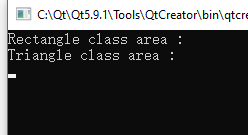 C:\Qt\Qt5.9.1\Tools\QtCreator\bin\qtcre
Rectangle class area :
Triangle class area :